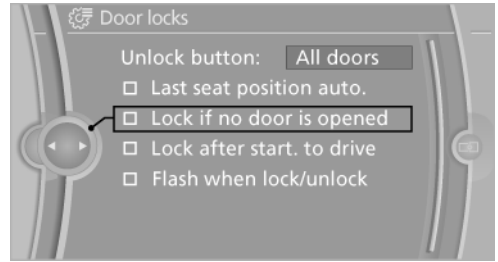 Door locks
Unlock button: All doors
Last seat position auto.
Lock if no door is opened
Lock after start. to drive
Flash when lock/unlock